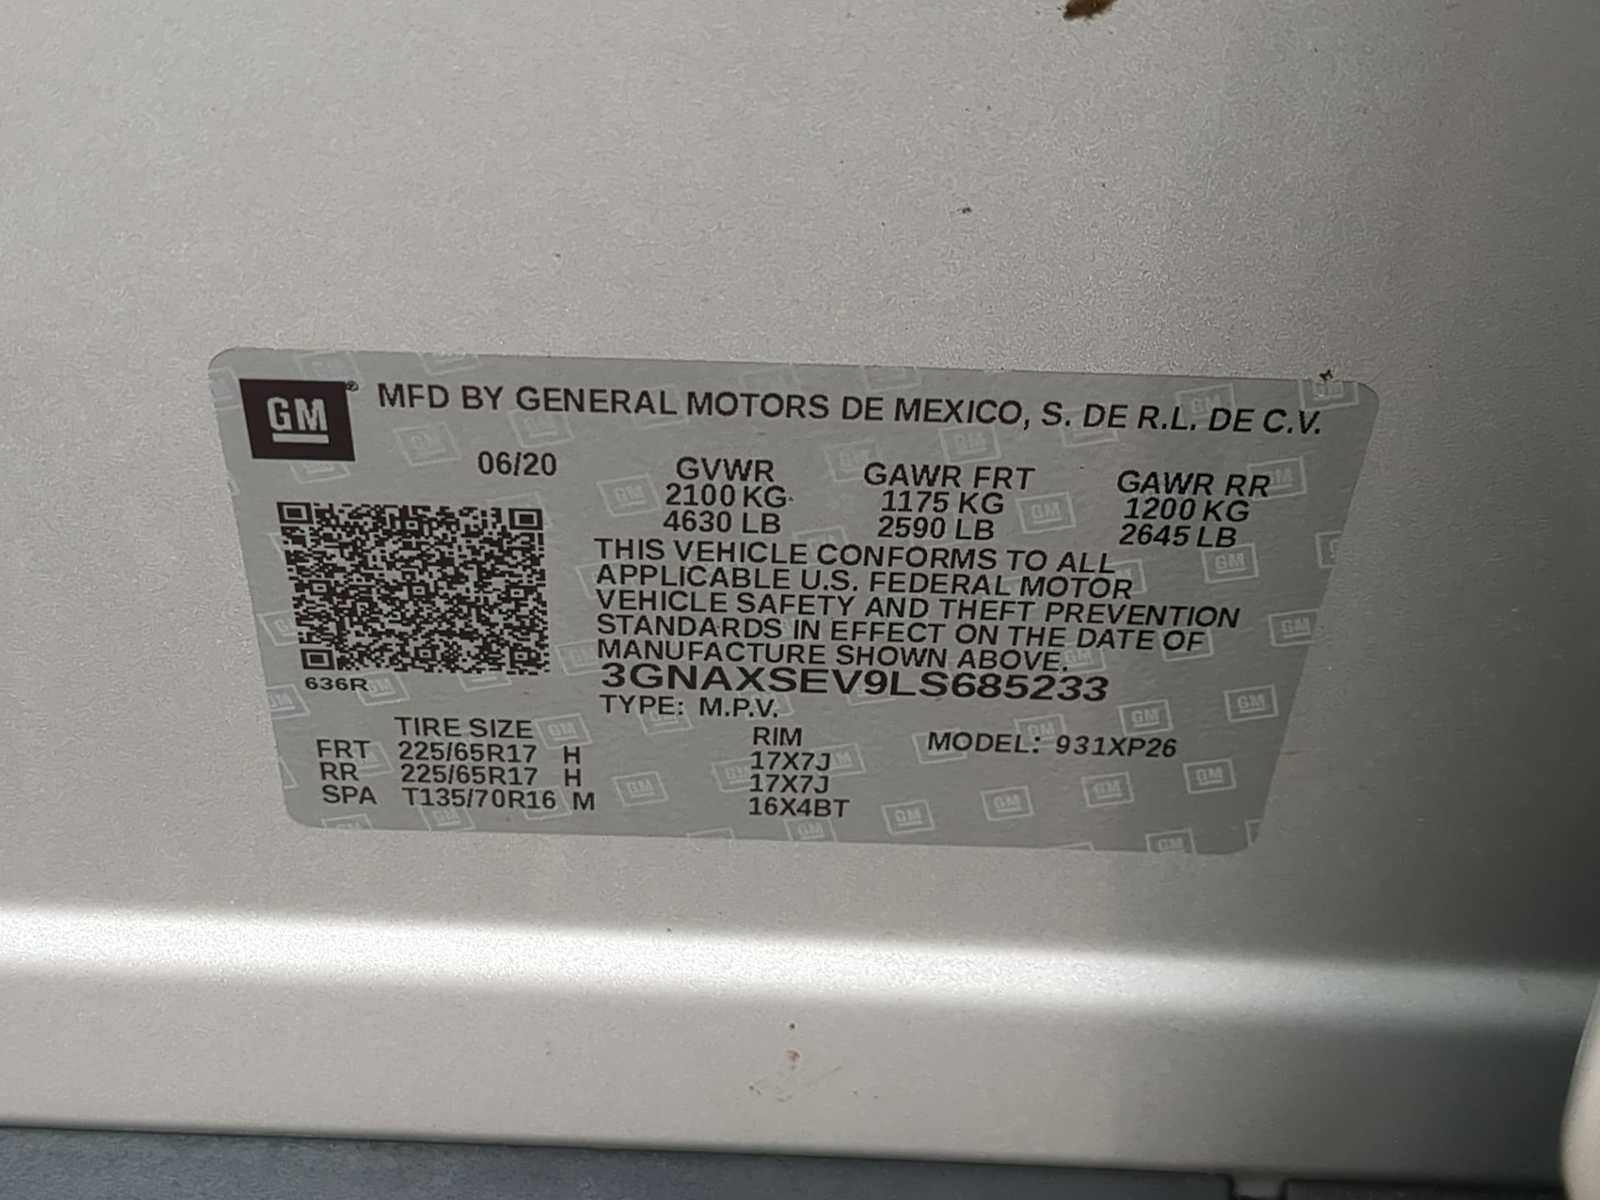 GM® MFD BY GENERAL MOTORS DE MEXICO, S. DE R.L. DE C.V.
06/20 GVWR GAWR FRT GAWR RR
2100 KG 1175 KG 1200 KG
4630 LB 2590 LB 2645 LB
THIS VEHICLE CONFORMS TO ALL
APPLICABLE U.S. FEDERAL MOTOR
VEHICLE SAFETY AND THEFT PREVENTION
STANDARDS IN EFFECT ON THE DATE OF
MANUFACTURE SHOWN ABOVE.
636R
3GNAXSEV9LS685233
TYPE: M.P.V.
TIRE SIZE RIM MODEL: 931XP26
FRT 225/65R17 H 17X7J
RR 225/65R17 H 17X7J
SPA T135/70R16 M 16X4BT